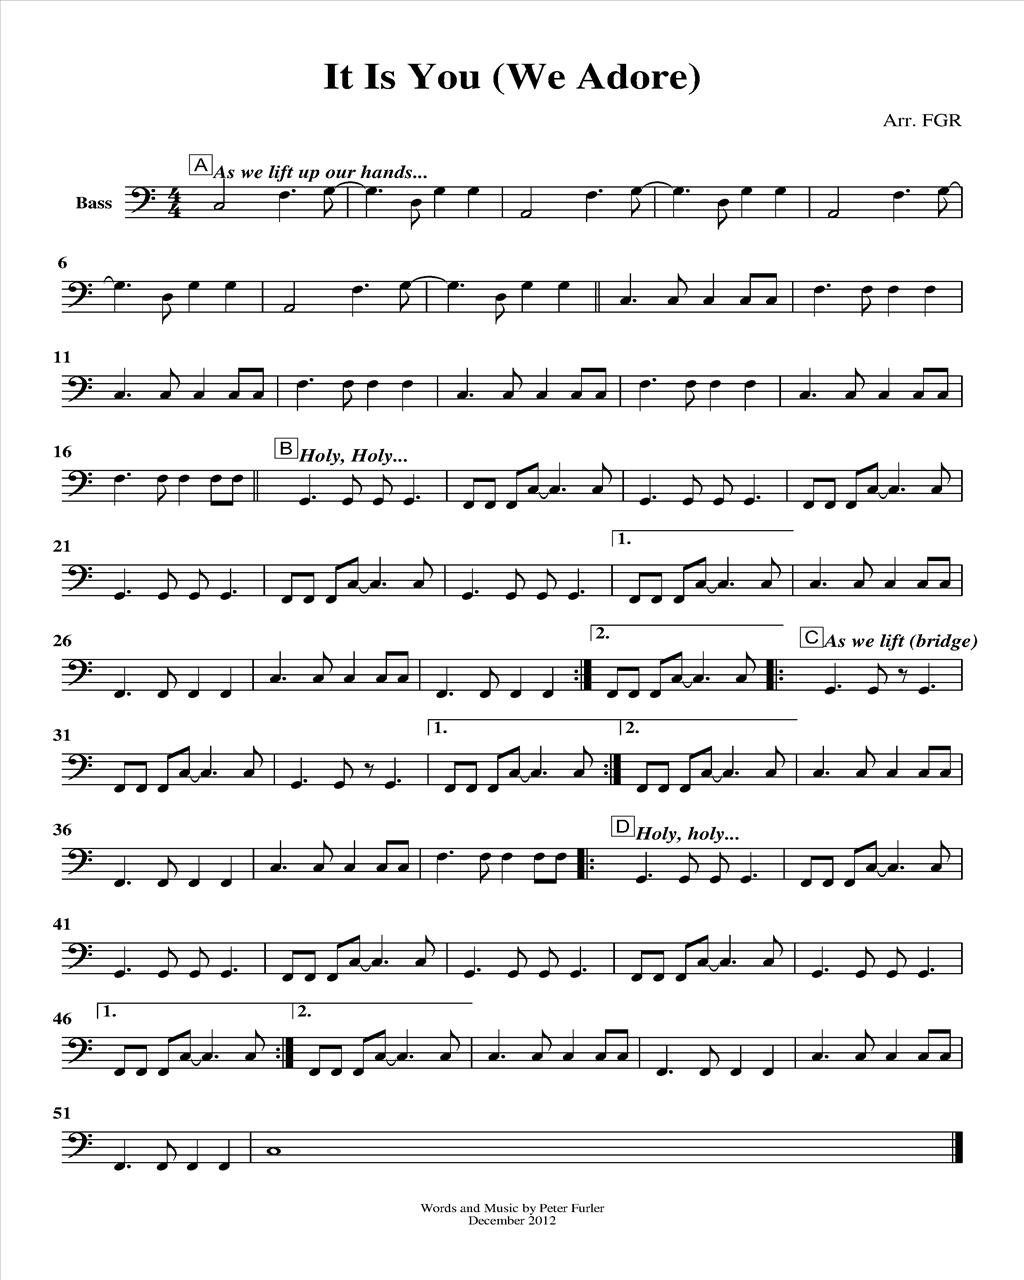 It Is You (We Adore)
Arr. FGR
A As we lift up our hands...
Bass
4
4
6
11
16
B Holy, Holy...
21
1.
26
2.
C As we lift (bridge)
31
1.
2.
36
D Holy, holy...
41
46
1.
2.
51
Words and Music by Peter Furler
December 2012